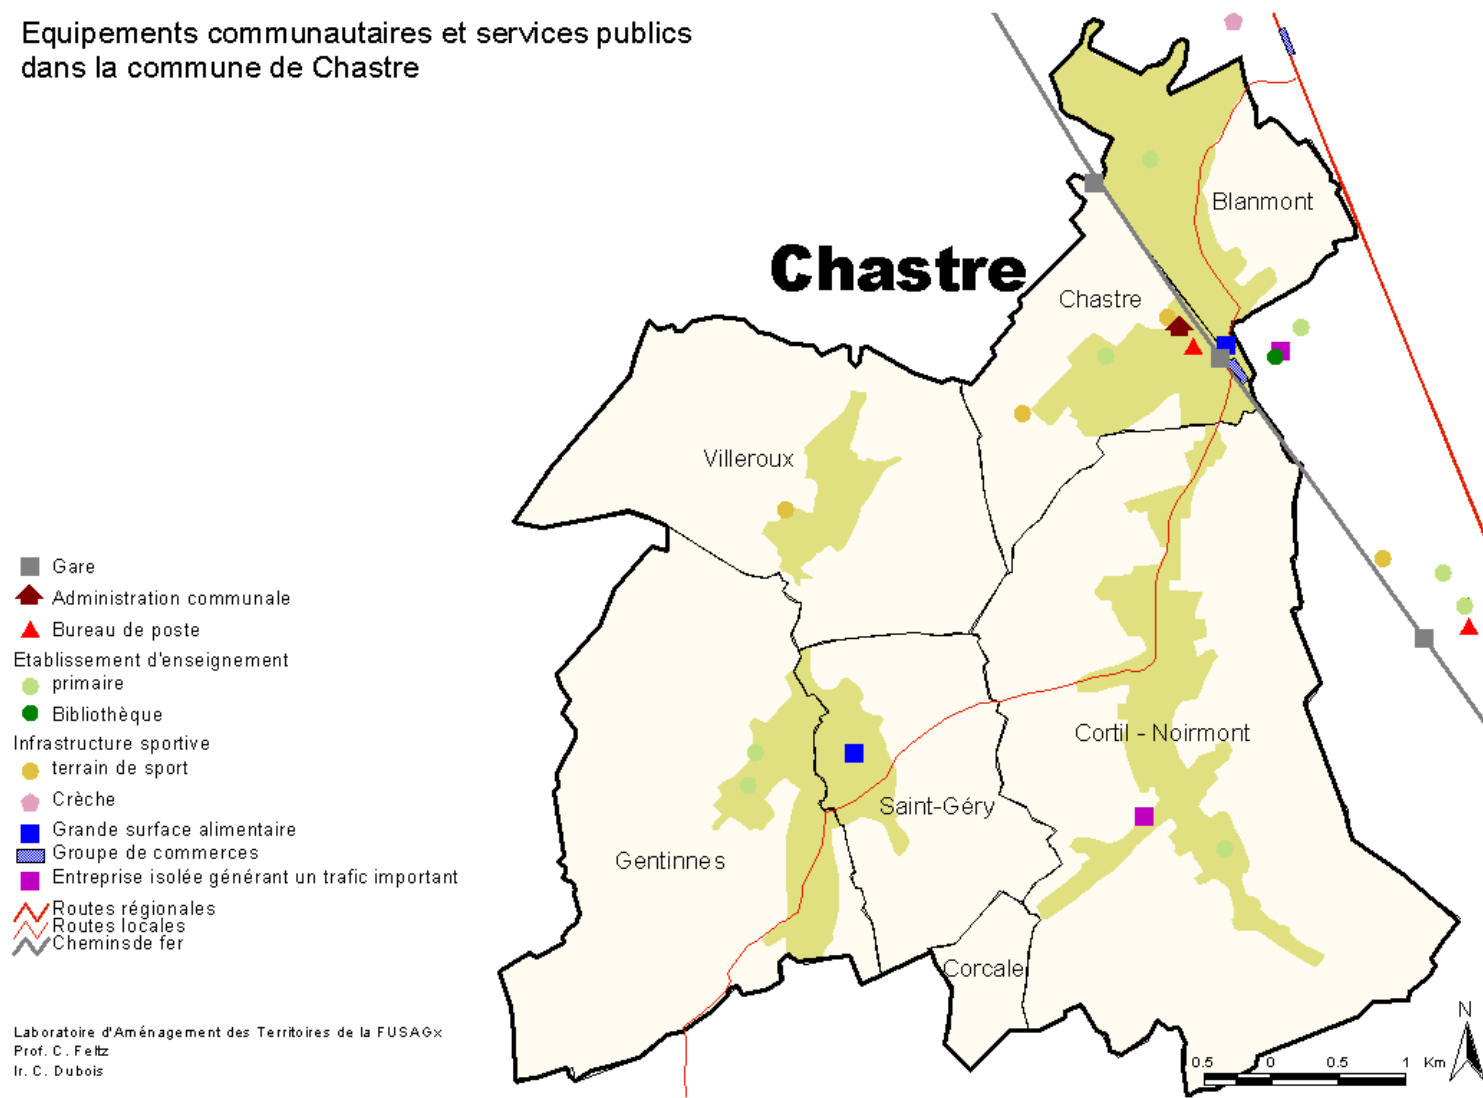 Equipements communautaires et services publics
dans la commune de Chastre
Blanmont
Chastre
Chastre
Villeroux
Cortil - Noirmont
Saint-Géry
Gentinnes
Corcale
Gare
Administration communale
Bureau de poste
Etablissement d'enseignement
primaire
Bibliothèque
Infrastructure sportive
terrain de sport
Crèche
Grande surface alimentaire
Groupe de commerces
Entreprise isolée générant un trafic important
Routes régionales
Routes locales
Cheminsde fer
Laboratoire d'Aménagement des Territoires de la FUSAGx
Prof. C. Feltz
Ir. C. Dubois
N
0.5 0 0.5 1 Km